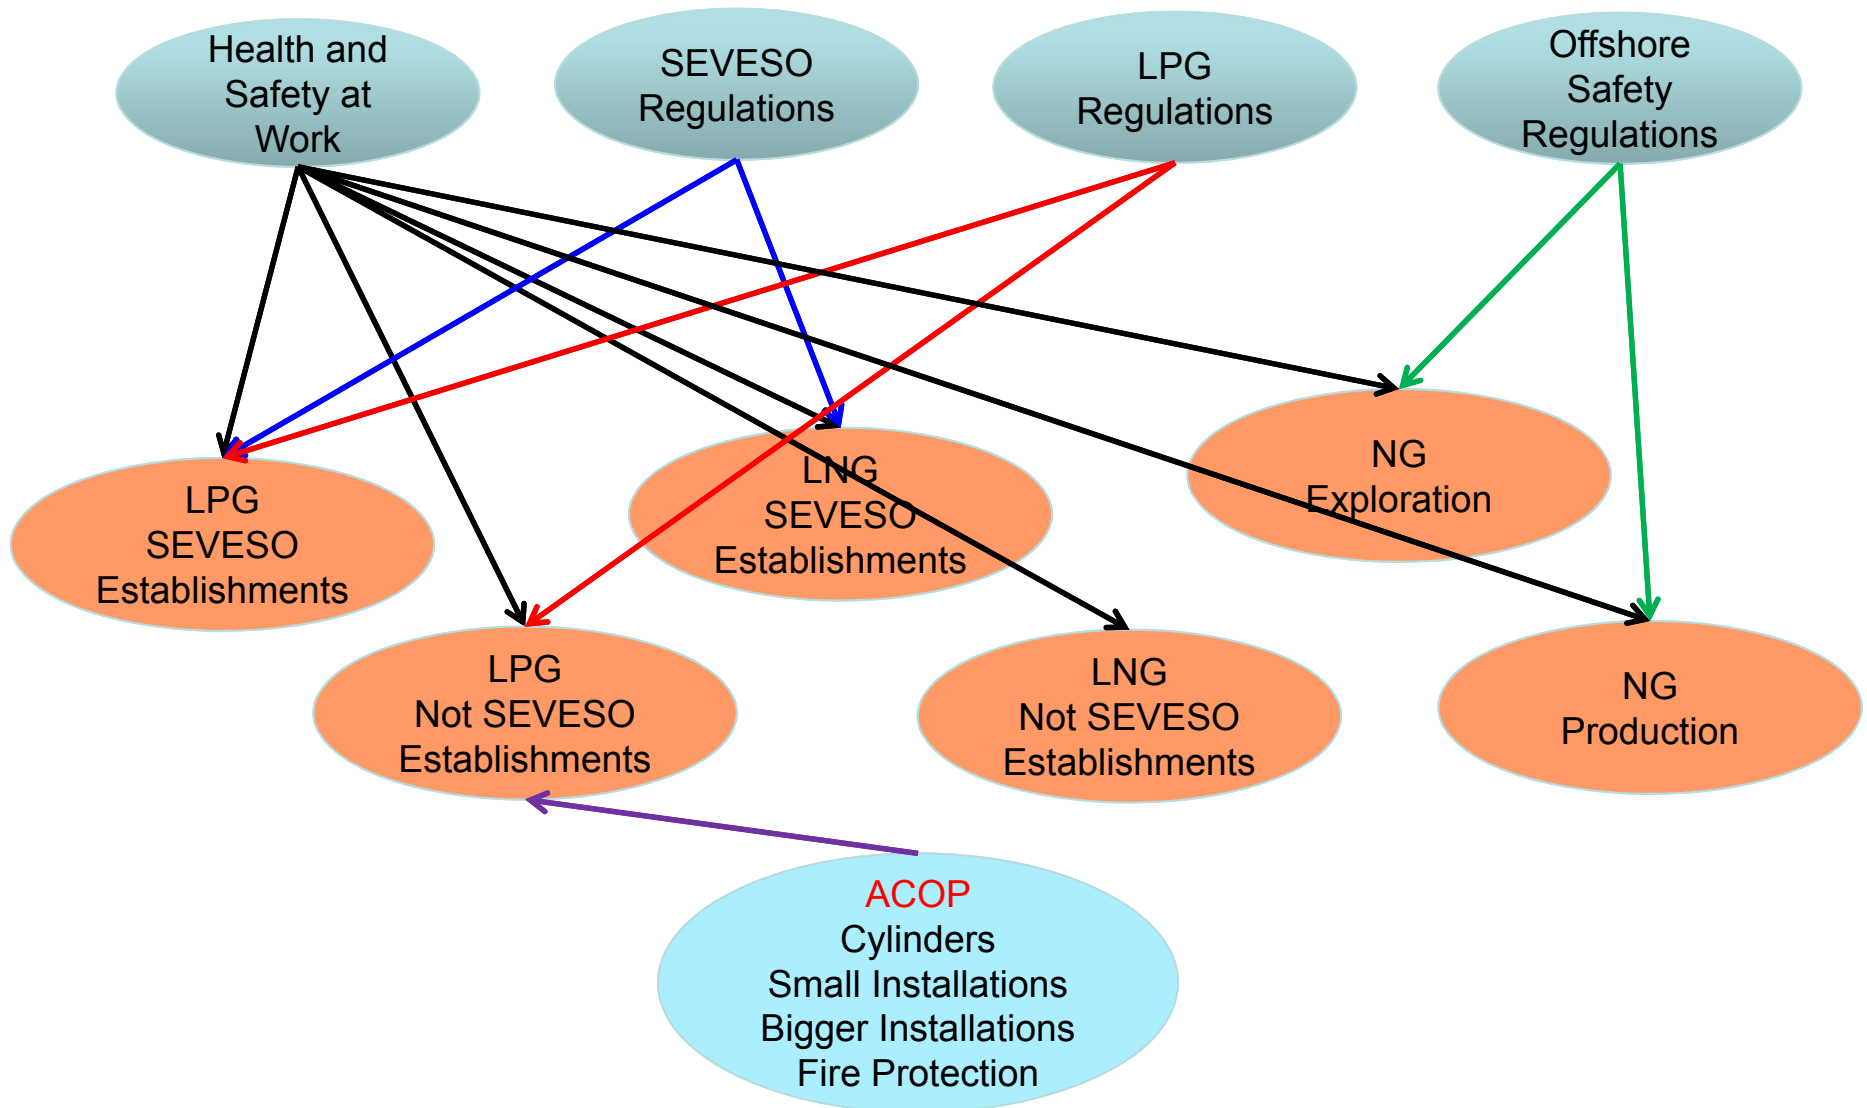 Health and
Safety at
Work
SEVESO
Regulations
LPG
Regulations
Offshore
Safety
Regulations
LPG
SEVESO
Establishments
LNG
SEVESO
Establishments
NG
Exploration
LPG
Not SEVESO
Establishments
LNG
Not SEVESO
Establishments
NG
Production
ACOP
Cylinders
Small Installations
Bigger Installations
Fire Protection